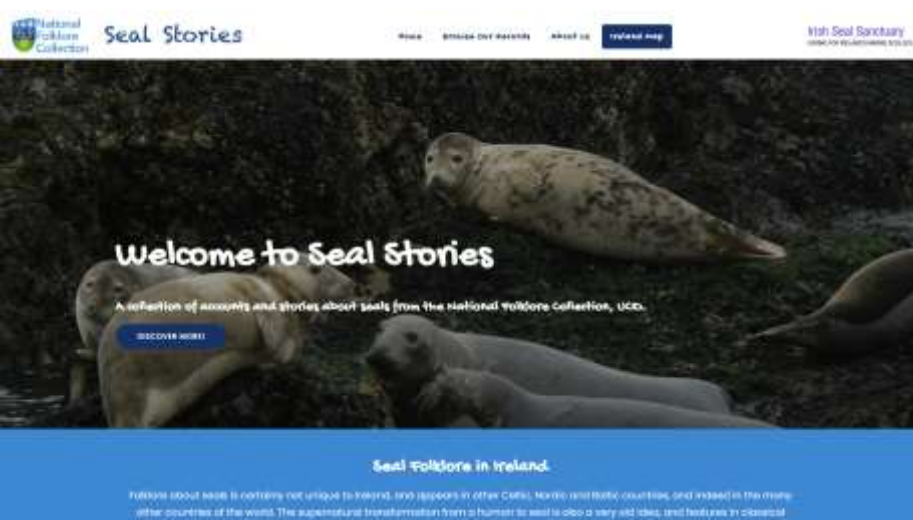 National
Folklore
Collection
Seal Stories
Home Browse Our Records About Us Ireland Map
Irish Seal Sanctuary
Welcome to Seal Stories
A collection of accounts and stories about seals from the National Folklore Collection, UCD.
DISCOVER MORE!
Seal Folklore in Ireland
Folklore about seals is certainly not unique to Ireland, and appears in other Celtic, Nordic and Baltic countries, and indeed in the many
other countries of the world. The supernatural transformation from a human to seal is also a very old idea, and features in classical